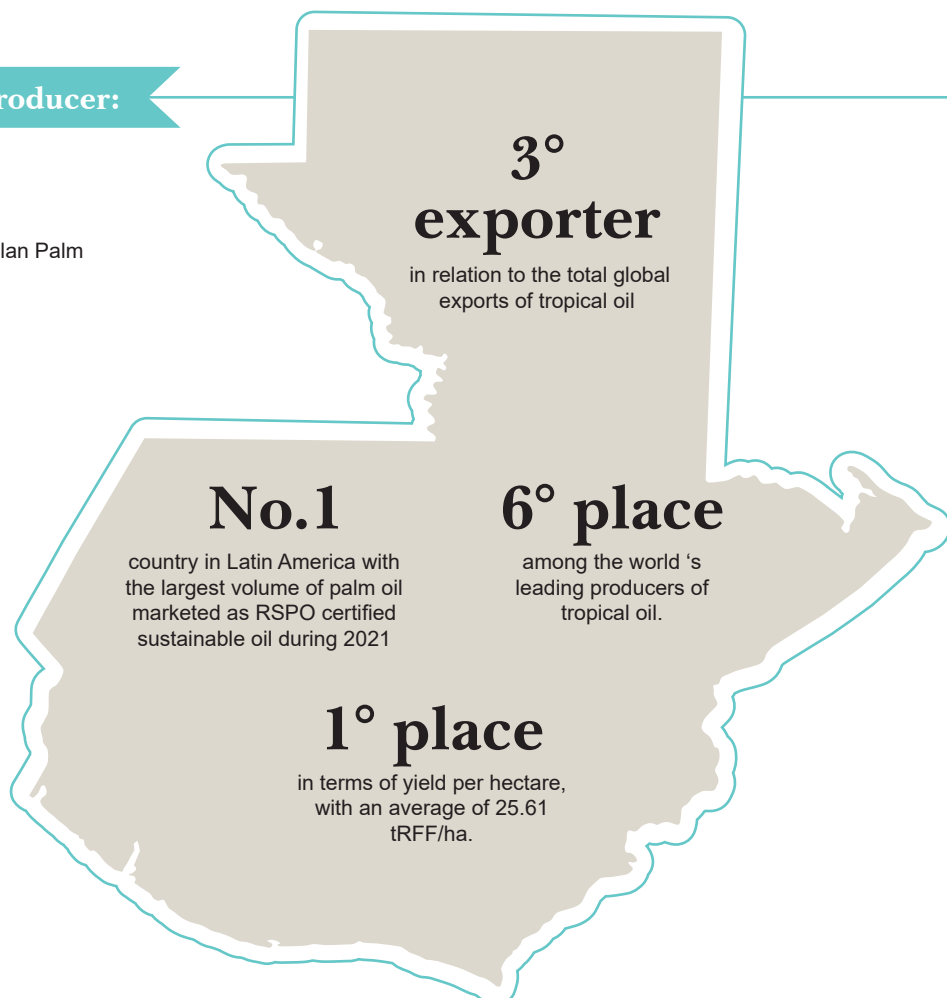 roducer:
lan Palm
3°
exporter
in relation to the total global
exports of tropical oil
No.1
country in Latin America with
the largest volume of palm oil
marketed as RSPO certified
sustainable oil during 2021
6° place
among the world ‘s
leading producers of
tropical oil.
1° place
in terms of yield per hectare,
with an average of 25.61
tRFF/ha.